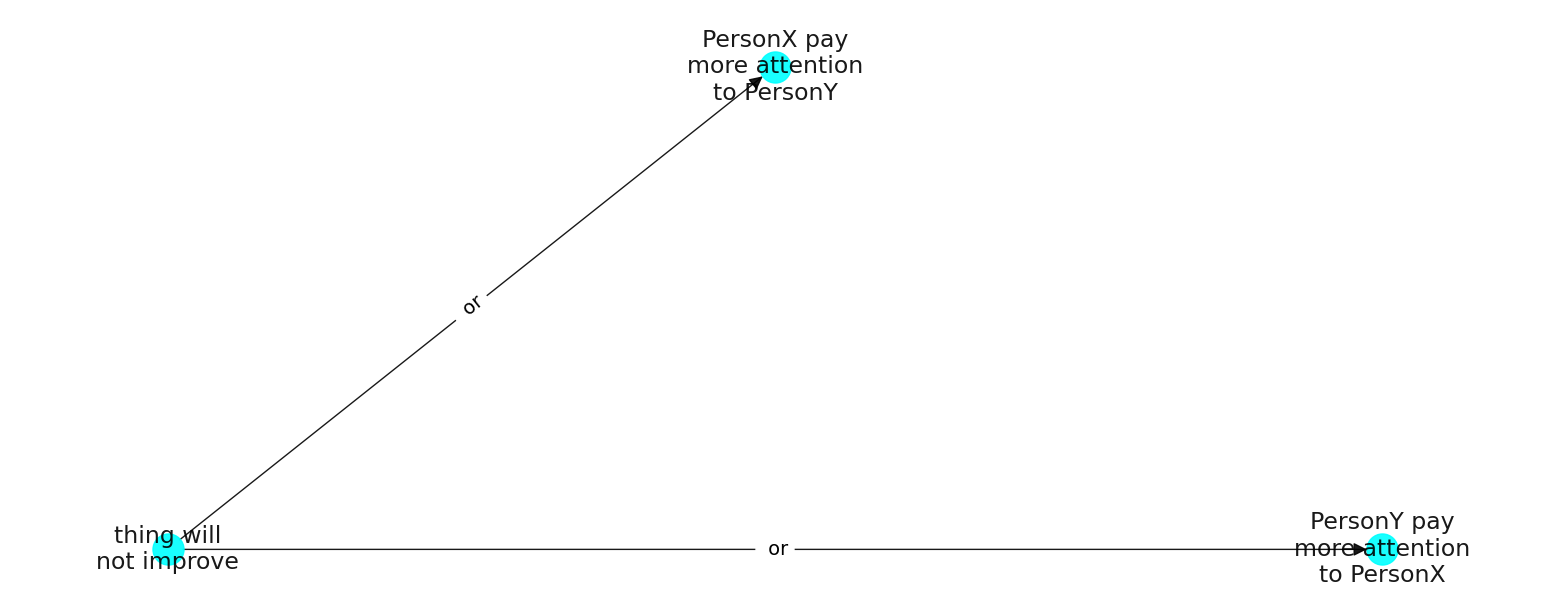 PersonX pay
more attention
to PersonY
or
thing will
not improve
or
PersonY pay
more attention
to PersonX